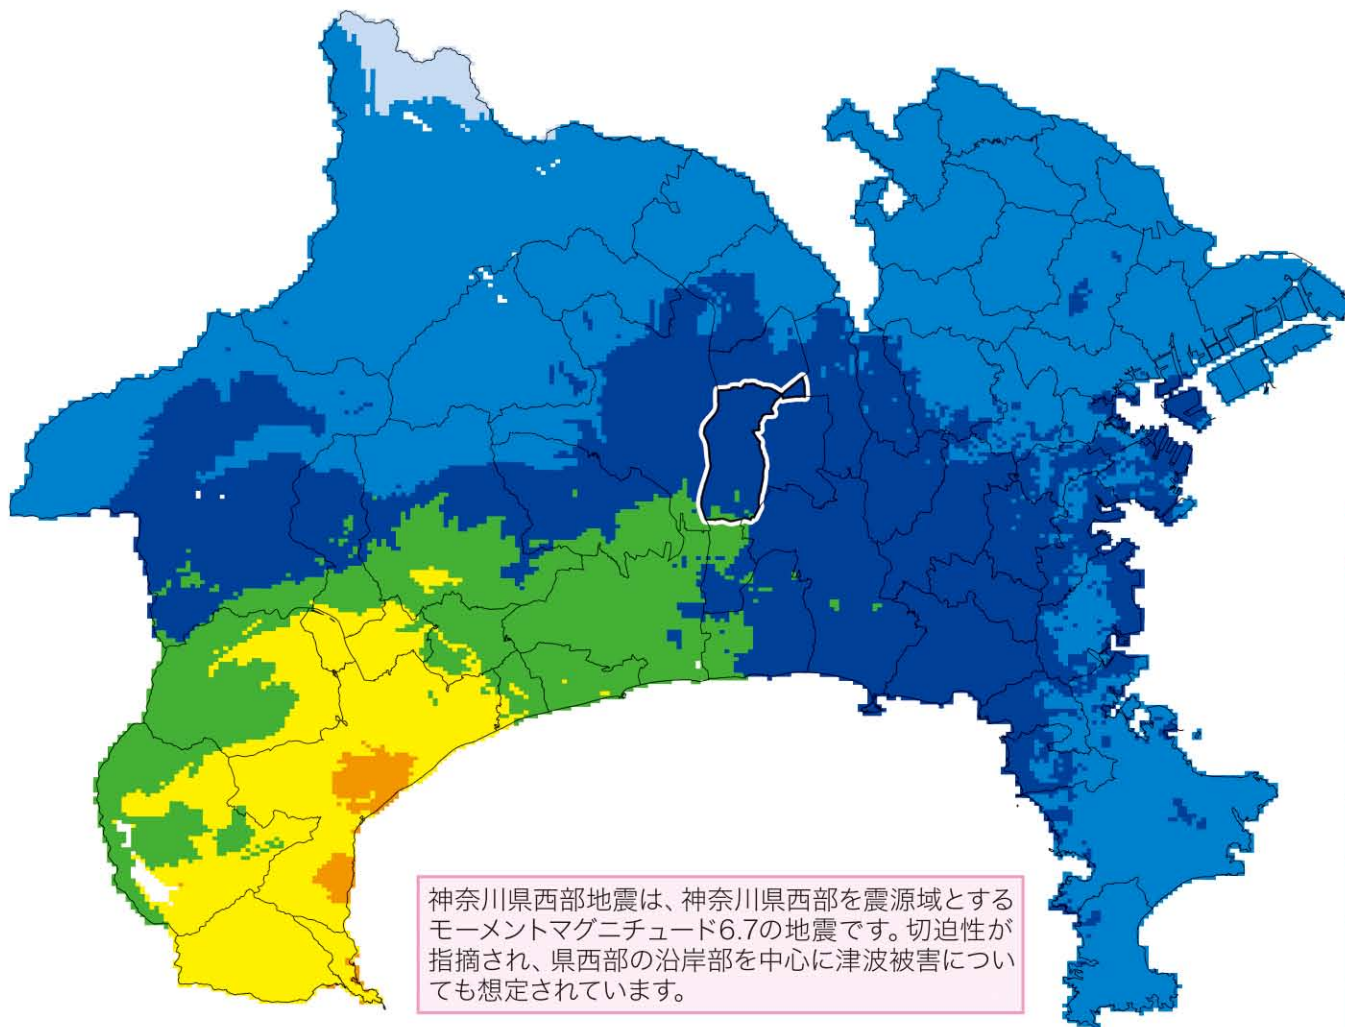 神奈川県西部地震は、神奈川県西部を震源域とする
モーメントマグニチュード6.7の地震です。切迫性が
指摘され、県西部の沿岸部を中心に津波被害につい
ても想定されています。